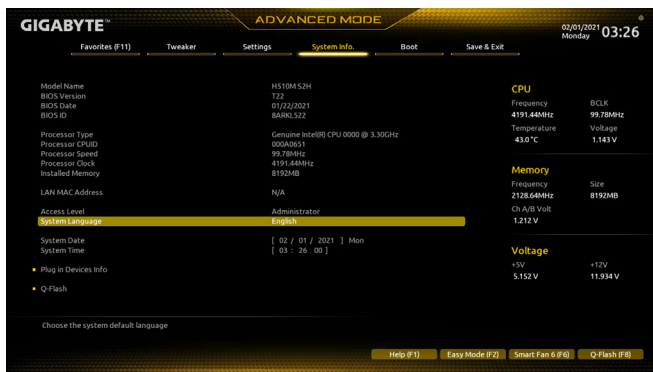 GIGABYTE™
ADVANCED MODE
02/01/2021
Monday
03:26
Favorites (F11) Tweaker Settings System Info. Boot Save & Exit
Model Name H510M S2H
BIOS Version T22
BIOS Date 01/22/2021
BIOS ID 8ARKL522
Processor Type Genuine Intel(R) CPU 0000 @ 3.30GHz
Processor CPUID 000A0651
Processor Speed 99.78MHz
Processor Clock 4191.44MHz
Installed Memory 8192MB
LAN MAC Address N/A
Access Level Administrator
System Language English
System Date [ 02 / 01 / 2021 ] Mon
System Time [ 03 : 26 : 00 ]
Plug in Devices Info
Q-Flash
Choose the system default language
CPU
Frequency BCLK
4191.44MHz 99.78MHz
Temperature Voltage
43.0 °C 1.143 V
Memory
Frequency Size
2128.64MHz 8192MB
Ch A/B Volt
1.212 V
Voltage
+5V +12V
5.152 V 11.934 V
Help (F1) Easy Mode (F2) Smart Fan 6 (F6) Q-Flash (F8)